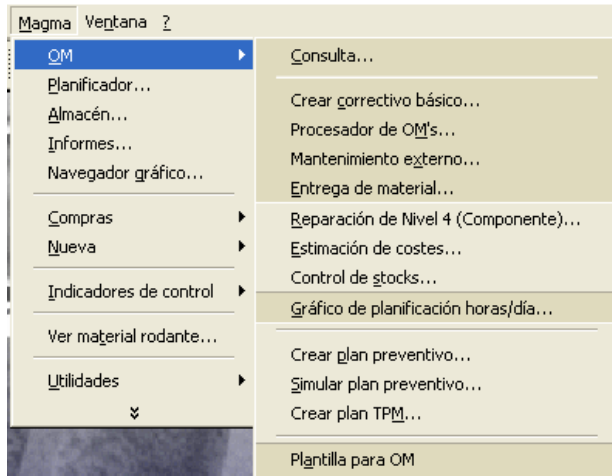 Magma Ventana ?
OM
Planificador...
Almacén...
Informes...
Navegador gráfico...
Compras
Nueva
Indicadores de control
Ver material rodante...
Utilidades
Consulta...
Crear correctivo básico...
Procesador de OM's...
Mantenimiento externo...
Entrega de material...
Reparación de Nivel 4 (Componente)...
Estimación de costes...
Control de stocks...
Gráfico de planificación horas/día...
Crear plan preventivo...
Simular plan preventivo...
Crear plan TPM...
Plantilla para OM